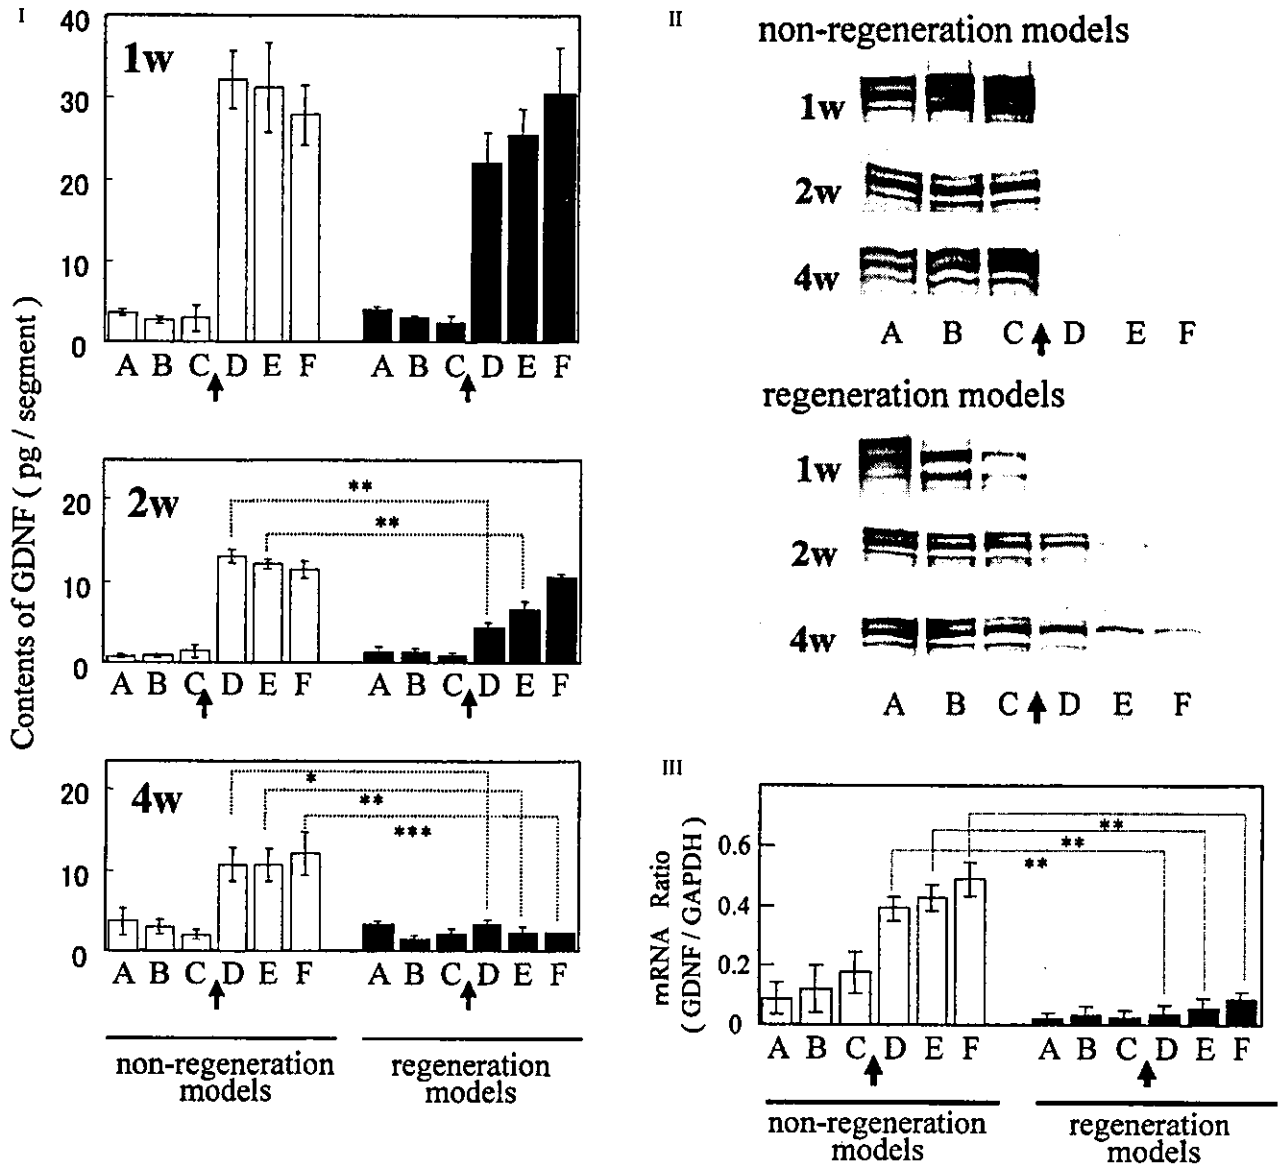 I
Contents of GDNF ( pg / segment )
40
30
20
10
0
1w
A B C D E F
A B C D E F
20
10
0
2w
**
**
A B C D E F
A B C D E F
20
10
0
4w
*
**
***
A B C D E F
A B C D E F
non-regeneration
models
regeneration
models
II
non-regeneration models
1w
2w
4w
A B C D E F
regeneration models
1w
2w
4w
A B C D E F
III
mRNA Ratio
( GDNF / GAPDH )
0.6
0.4
0.2
0
**
**
**
A B C D E F
A B C D E F
non-regeneration
models
regeneration
models